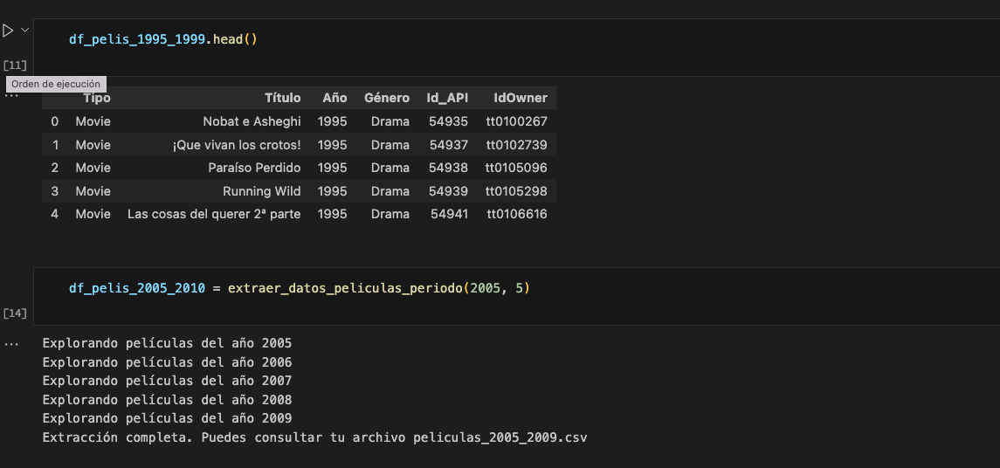 df_pelis_1995_1999.head()
[11]
Orden de ejecución
... Tipo Título Año Género Id_API IdOwner
0 Movie Nobat e Asheghi 1995 Drama 54935 tt0100267
1 Movie ¡Que vivan los crotos! 1995 Drama 54937 tt0102739
2 Movie Paraíso Perdido 1995 Drama 54938 tt0105096
3 Movie Running Wild 1995 Drama 54939 tt0105298
4 Movie Las cosas del querer 2ª parte 1995 Drama 54941 tt0106616
df_pelis_2005_2010 = extraer_datos_peliculas_periodo(2005, 5)
[14]
... Explorando películas del año 2005
Explorando películas del año 2006
Explorando películas del año 2007
Explorando películas del año 2008
Explorando películas del año 2009
Extracción completa. Puedes consultar tu archivo peliculas_2005_2009.csv